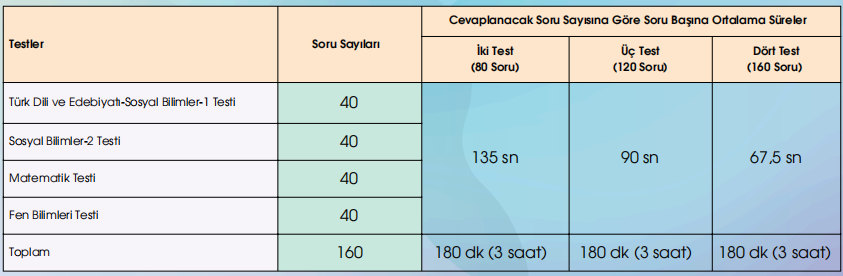 Testler
Soru Sayıları
Cevaplanacak Soru Sayısına Göre Soru Başına Ortalama Süreler
İki Test
(80 Soru)
Üç Test
(120 Soru)
Dört Test
(160 Soru)
Türk Dili ve Edebiyatı-Sosyal Bilimler-1 Testi
40
Sosyal Bilimler-2 Testi
40
Matematik Testi
40
Fen Bilimleri Testi
40
135 sn
90 sn
67,5 sn
Toplam
160
180 dk (3 saat)
180 dk (3 saat)
180 dk (3 saat)